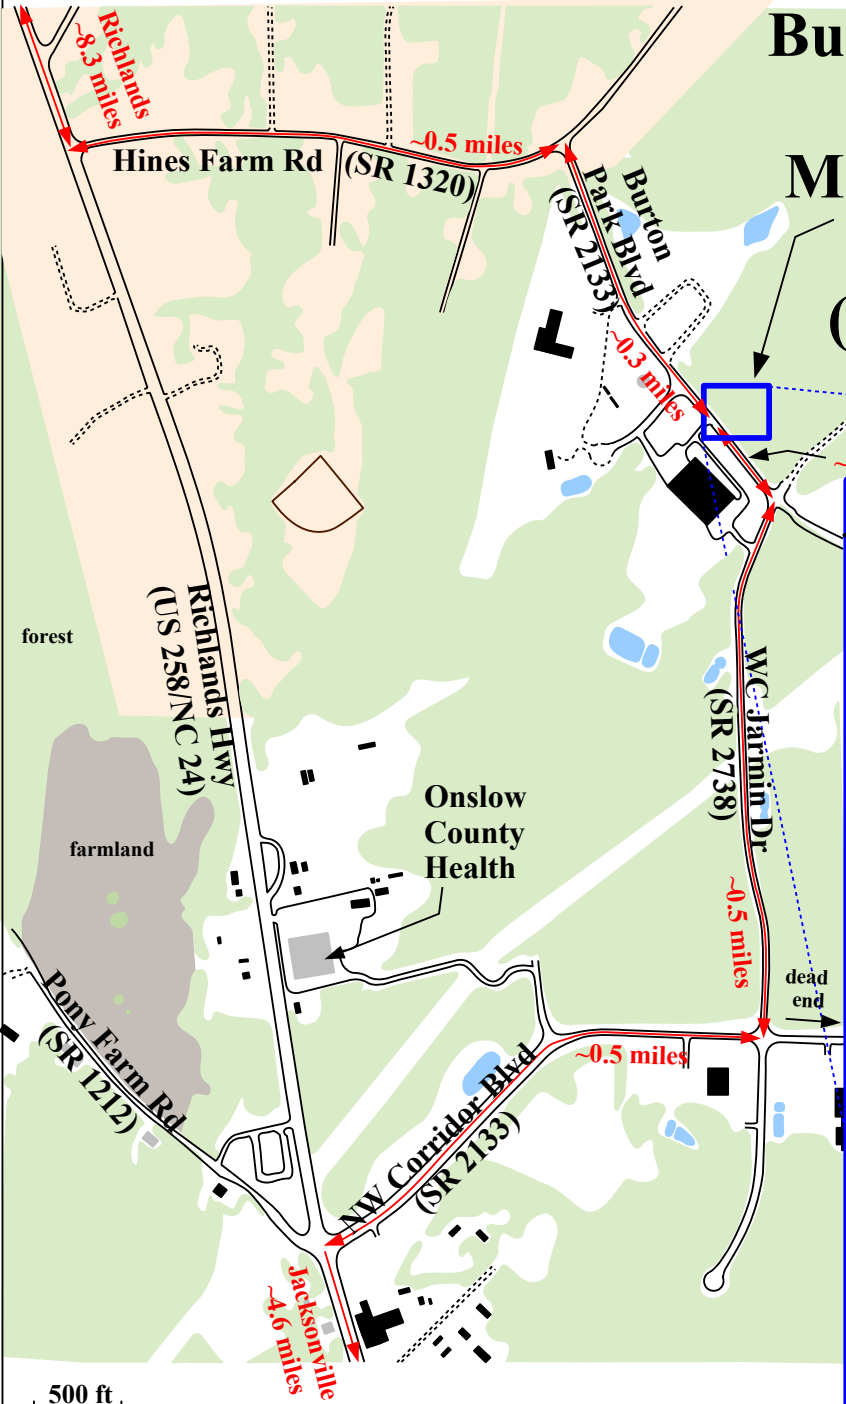 Bu
Richlands
~8.3 miles
Hines Farm Rd
(SR 1320)
~0.5 miles
M
Burton
Park Blvd
(SR 2133)
(
~0.3 miles
~
Richlands Hwy
(US 258/NC 24)
forest
WC Jarmin Dr
(SR 2738)
Onslow
County
Health
farmland
~0.5 miles
dead
end
Pony Farm Rd
(SR 1212)
~0.5 miles
NW Corridor Blvd
(SR 2133)
Jacksonville
~4.6 miles
500 ft